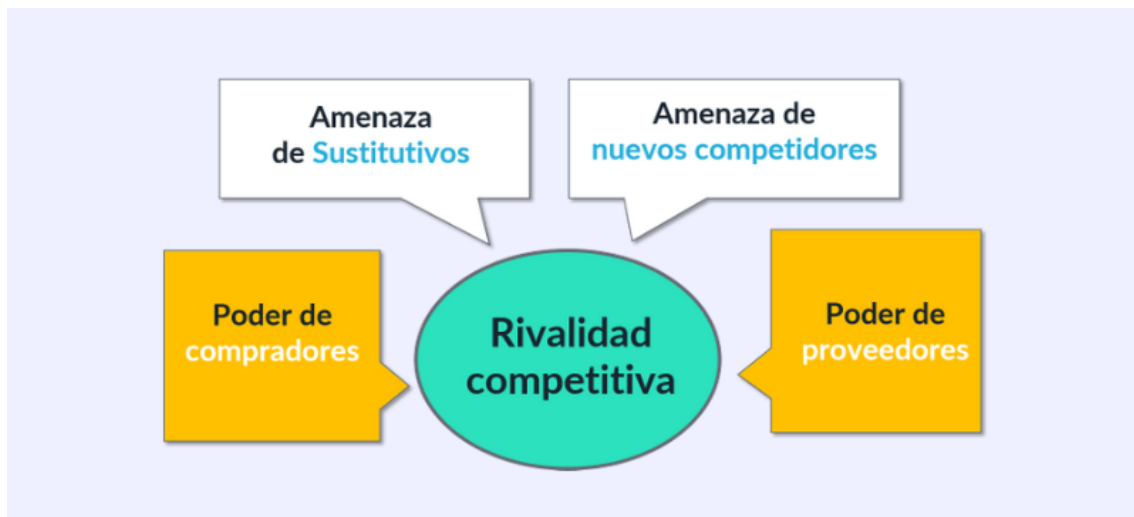 Amenaza
de Sustitutivos
Amenaza de
nuevos competidores
Poder de
compradores
Rivalidad
competitiva
Poder de
proveedores